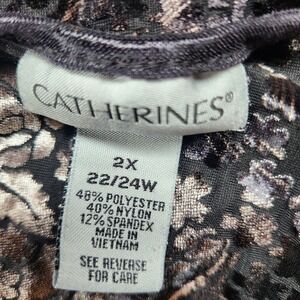 CATHERINES®
2X
22/24W
48% POLYESTER
40% NYLON
12% SPANDEX
MADE IN
VIETNAM
SEE REVERSE
FOR CARE